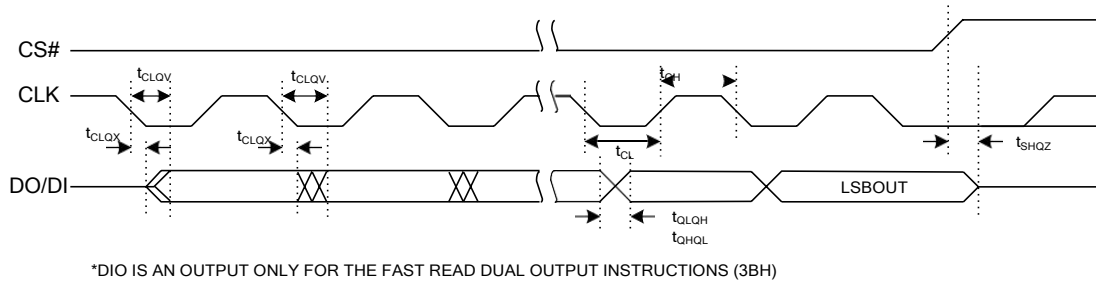 CS#
tCLQV
tCLQV
CLK
tCLQX
tCLQX
tCL
tSHQZ
DO/DI
LSBOUT
tQLQH
tQHQL
*DIO IS AN OUTPUT ONLY FOR THE FAST READ DUAL OUTPUT INSTRUCTIONS (3BH)